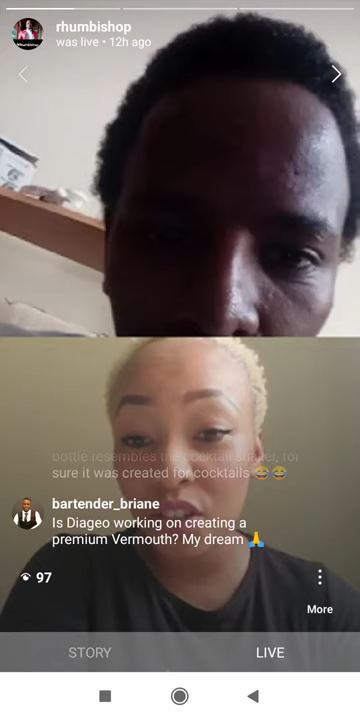 rhumbishop
was live • 12h ago
bottle resembles the cocktail shaker, for
sure it was created for cocktails 😂😂
bartender_briane
Is Diageo working on creating a
premium Vermouth? My dream 🙏
97
More
STORY
LIVE